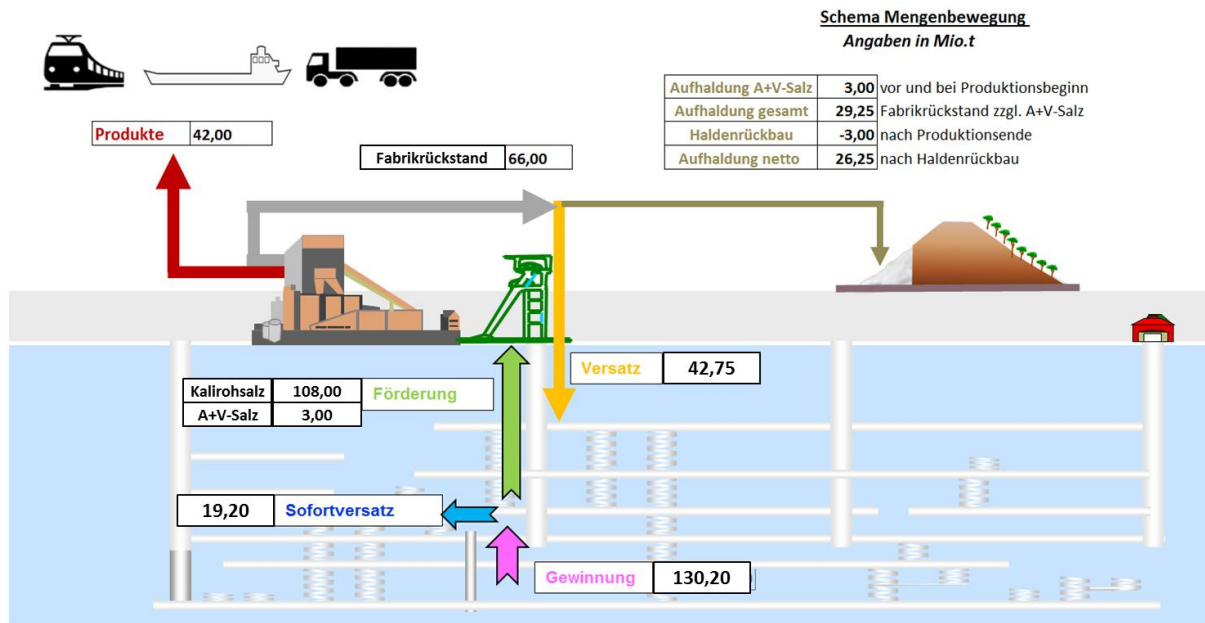 Schema Mengenbewegung
Angaben in Mio.t
Aufhaldung A+V-Salz 3,00 vor und bei Produktionsbeginn
Aufhaldung gesamt 29,25 Fabrikrückstand zzgl. A+V-Salz
Haldenrückbau -3,00 nach Produktionsende
Aufhaldung netto 26,25 nach Haldenrückbau
Produkte 42,00
Fabrikrückstand 66,00
Versatz 42,75
Kalirohsalz 108,00 Förderung
A+V-Salz 3,00
19,20 Sofortversatz
Gewinnung 130,20